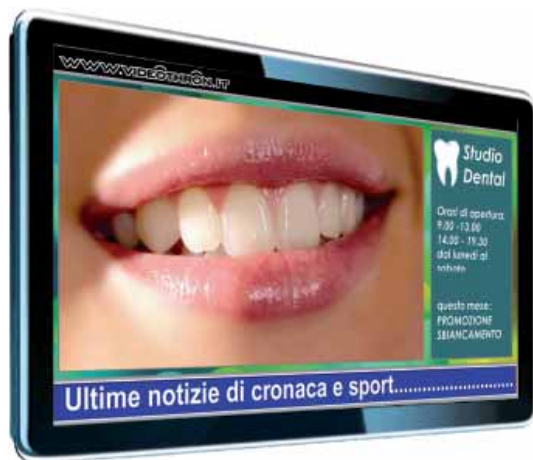 WWW.VIDEOTHRON.IT
Studio
Dental
Orari di apertura:
9.00 -13.00
14.00 - 19.30
dal lunedì al
sabato
questo mese:
PROMOZIONE
SBIANCAMENTO
Ultime notizie di cronaca e sport........................